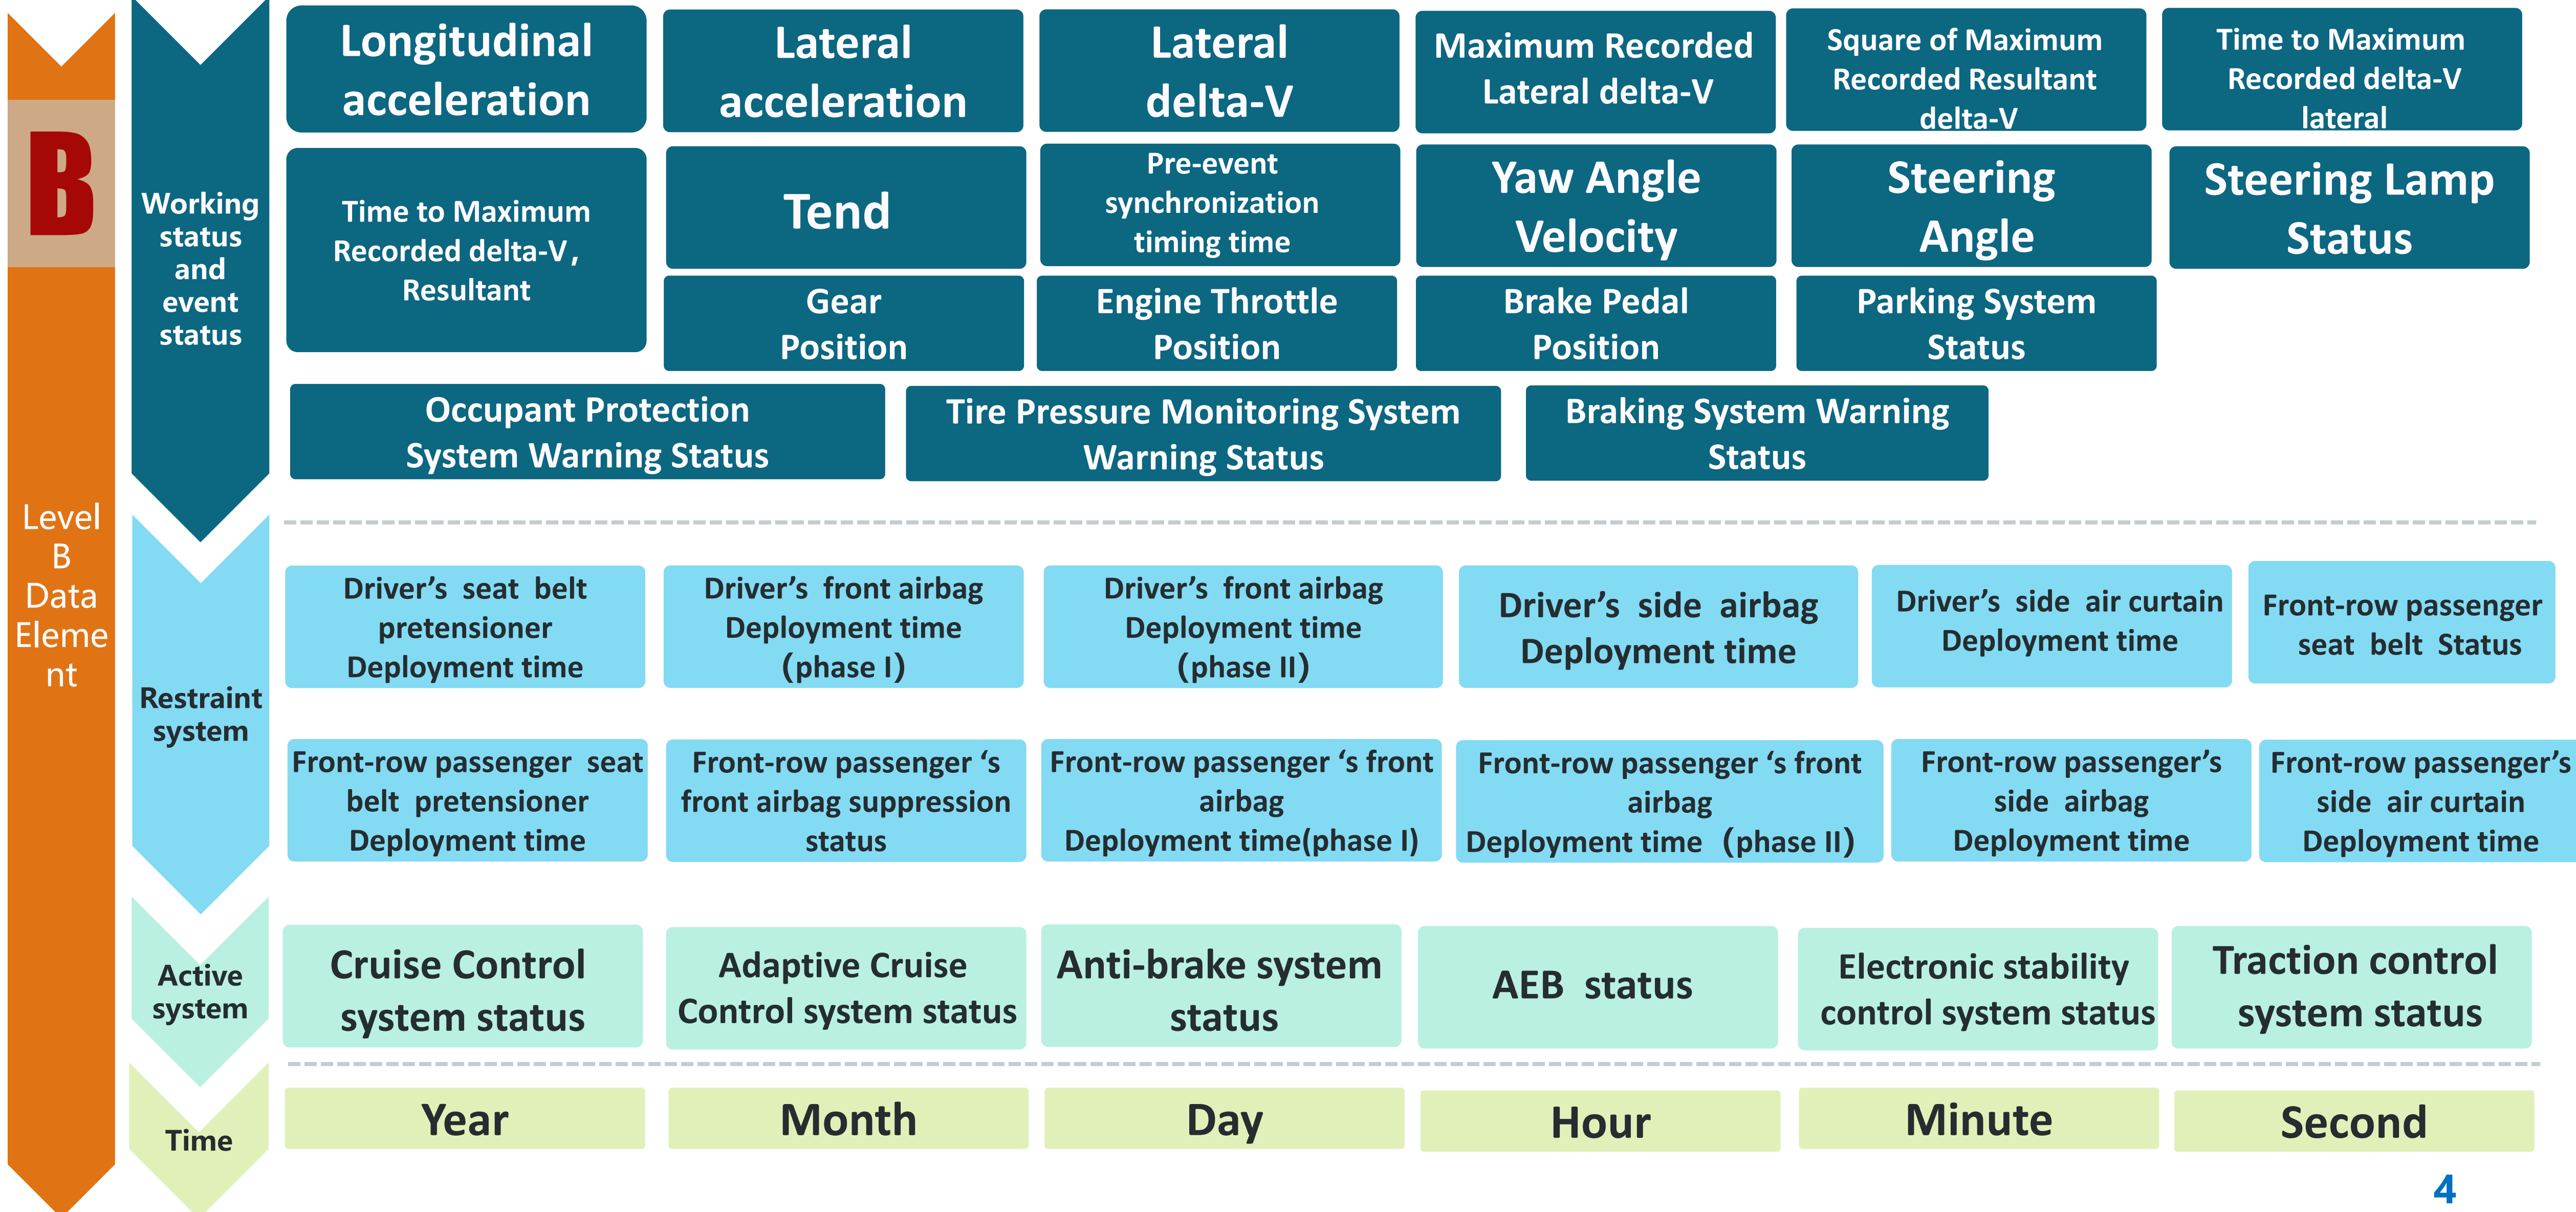 B
Level
B
Data
Eleme
nt
Working
status
and
event
status
Longitudinal
acceleration
Lateral
acceleration
Lateral
delta-V
Maximum Recorded
Lateral delta-V
Square of Maximum
Recorded Resultant
delta-V
Time to Maximum
Recorded delta-V
lateral
Time to Maximum
Recorded delta-V，
Resultant
Tend
Pre-event
synchronization
timing time
Yaw Angle
Velocity
Steering
Angle
Steering Lamp
Status
Gear
Position
Engine Throttle
Position
Brake Pedal
Position
Parking System
Status
Occupant Protection
System Warning Status
Tire Pressure Monitoring System
Warning Status
Braking System Warning
Status
Restraint
system
Driver’s seat belt
pretensioner
Deployment time
Driver’s front airbag
Deployment time
（phase I）
Driver’s front airbag
Deployment time
（phase II）
Driver’s side airbag
Deployment time
Driver’s side air curtain
Deployment time
Front-row passenger
seat belt Status
Front-row passenger seat
belt pretensioner
Deployment time
Front-row passenger ‘s
front airbag suppression
status
Front-row passenger ‘s front
airbag
Deployment time(phase I)
Front-row passenger ‘s front
airbag
Deployment time （phase II）
Front-row passenger’s
side airbag
Deployment time
Front-row passenger’s
side air curtain
Deployment time
Active
system
Cruise Control
system status
Adaptive Cruise
Control system status
Anti-brake system
status
AEB status
Electronic stability
control system status
Traction control
system status
Time
Year
Month
Day
Hour
Minute
Second
4